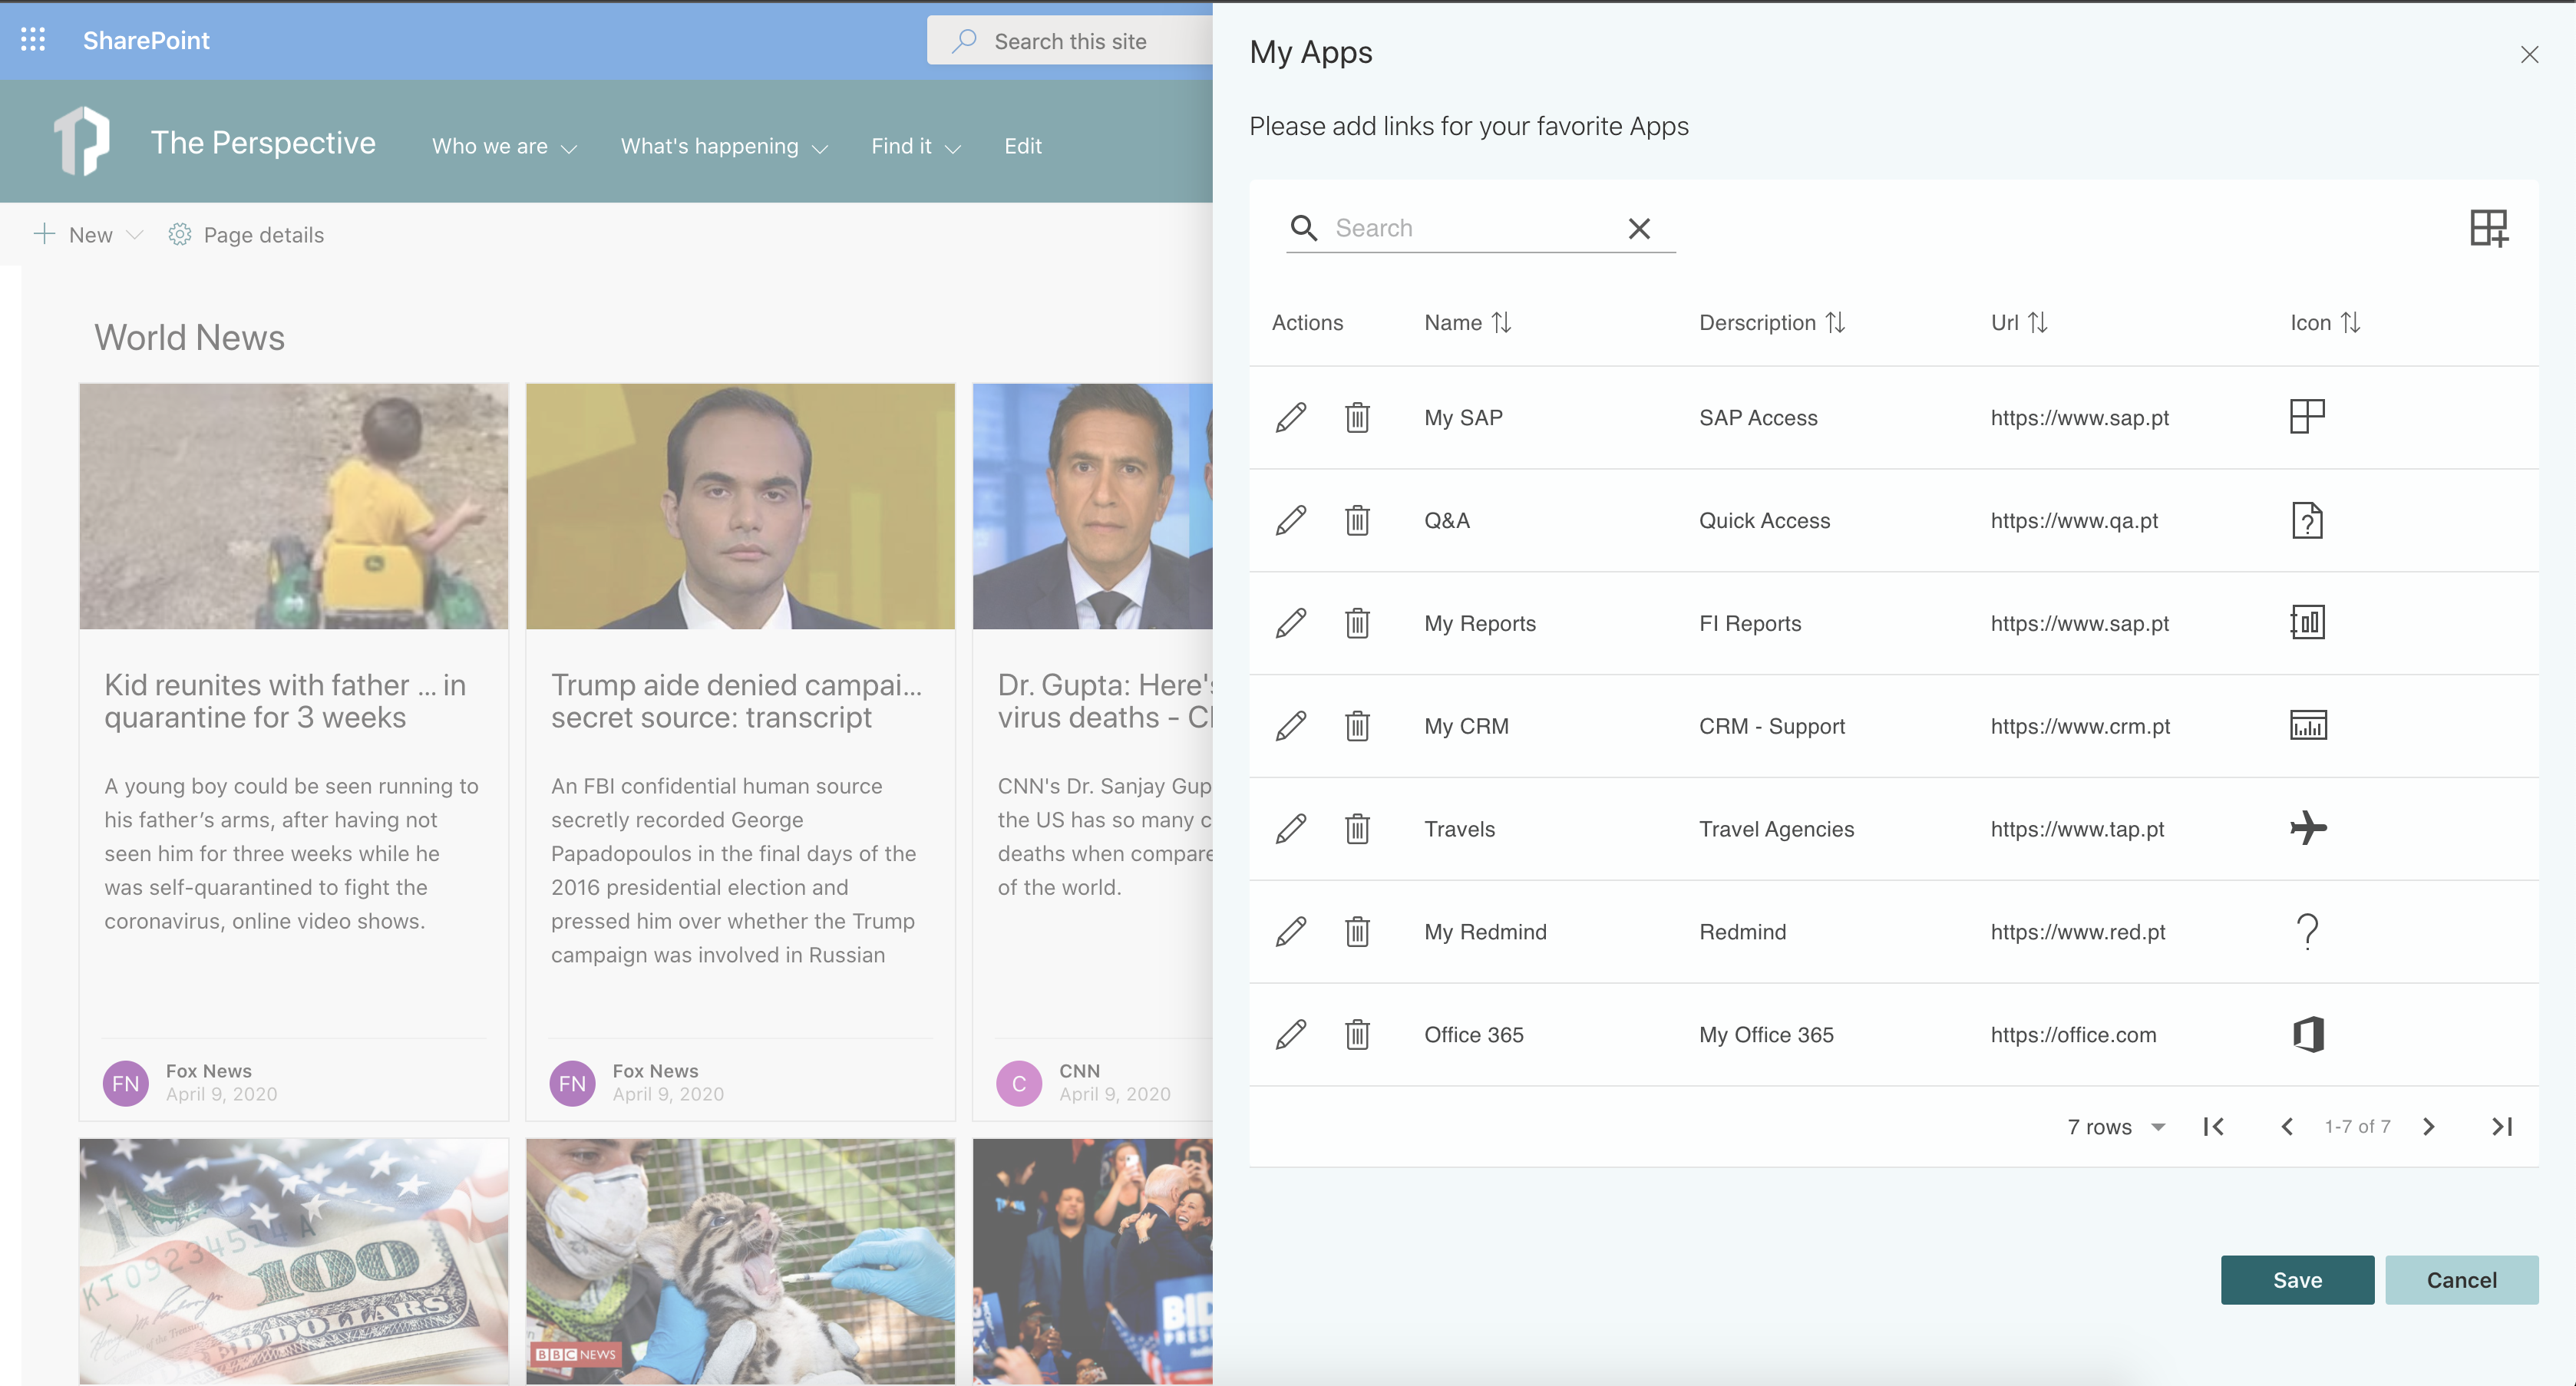 SharePoint
Search this site
The Perspective
Who we are
What's happening
Find it
Edit
New
Page details
World News
Kid reunites with father ... in
quarantine for 3 weeks
A young boy could be seen running to
his father’s arms, after having not
seen him for three weeks while he
was self-quarantined to fight the
coronavirus, online video shows.
FN
Fox News
April 9, 2020
Trump aide denied campai...
secret source: transcript
An FBI confidential human source
secretly recorded George
Papadopoulos in the final days of the
2016 presidential election and
pressed him over whether the Trump
campaign was involved in Russian
FN
Fox News
April 9, 2020
Dr. Gupta: Here's
virus deaths -
CNN's Dr. Sanjay Gup
the US has so many c
deaths when compare
of the world.
C
CNN
April 9, 2020
100
DOLLARS
BBC NEWS
My Apps
Please add links for your favorite Apps
Search
Actions Name Derscription Url Icon
My SAP SAP Access https://www.sap.pt
Q&A Quick Access https://www.qa.pt
My Reports FI Reports https://www.sap.pt
My CRM CRM - Support https://www.crm.pt
Travels Travel Agencies https://www.tap.pt
My Redmind Redmind https://www.red.pt
Office 365 My Office 365 https://office.com
7 rows 1-7 of 7
Save Cancel